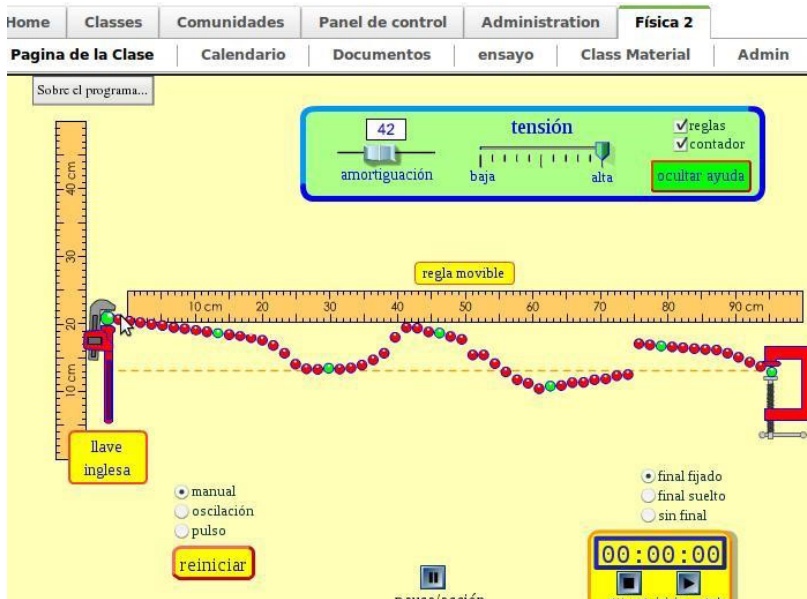 Home Classes Comunidades Panel de control Administration Física 2
Pagina de la Clase Calendario Documentos ensayo Class Material Admin
Sobre el programa...
42
amortiguación
tensión
baja
alta
reglas
contador
ocultar ayuda
40 cm
30
20
10 cm
regla movible
10 cm 20 30 40 cm 50 60 70 80 90 cm
llave
inglesa
manual
oscilación
pulso
reiniciar
final fijado
final suelto
sin final
00:00:00